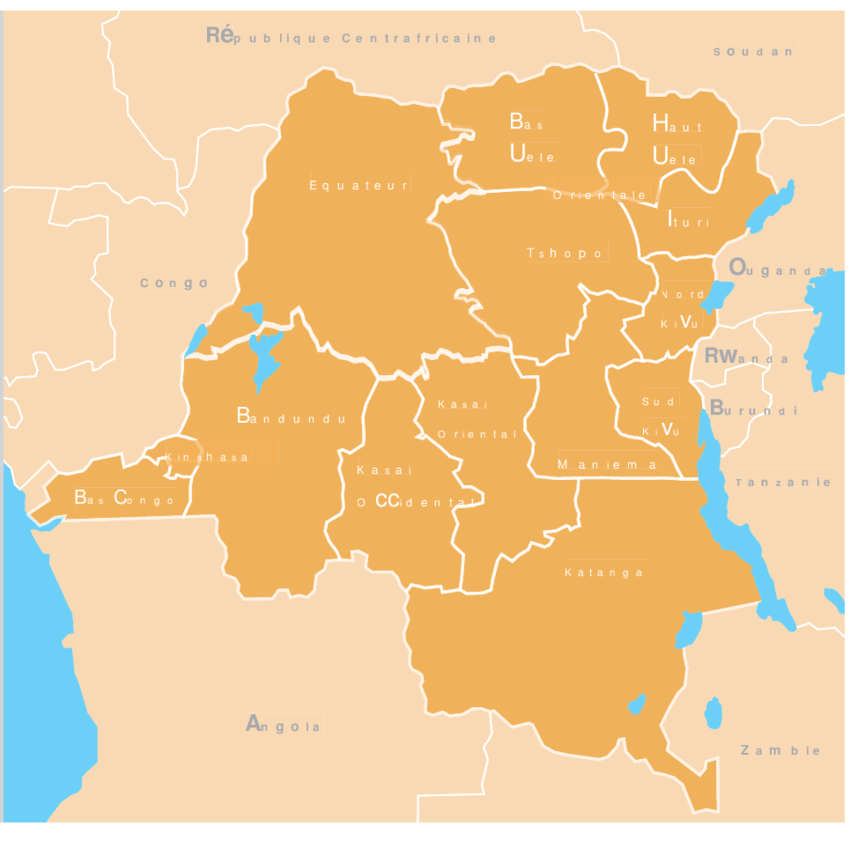 République Centrafricaine
Soudan
Bas
Uele
Haut
Uele
Equateur
Orientale
Ituri
Tshopo
Ouganda
Congo
Nord
KiVu
RWanda
Sud
KiVu
Burundi
Kasai
Oriental
Bandundu
Kinshasa
Kasai
OCCidental
Maniema
Tanzanie
Bas Congo
Katanga
Angola
Zambie